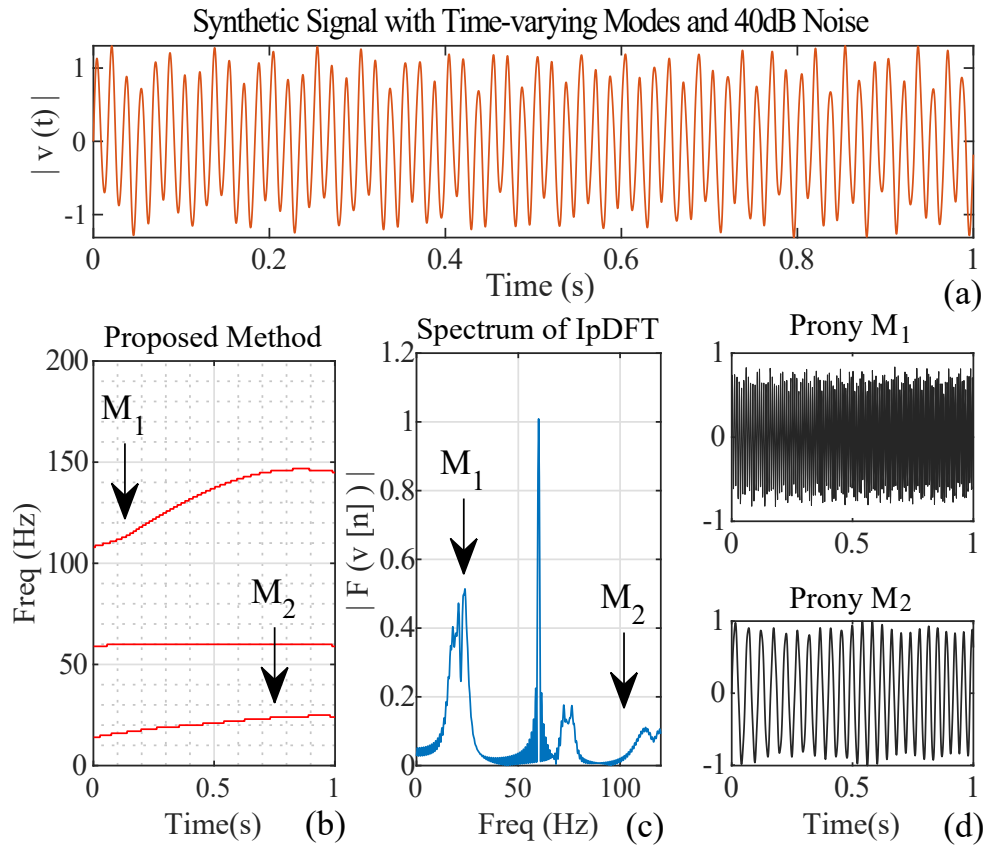 Synthetic Signal with Time-varying Modes and 40dB Noise
| v (t) |
1
0
-1
0
0.2
0.4
0.6
0.8
1
Time (s)
(a)
Proposed Method
Freq (Hz)
200
150
100
50
0
M1
M2
0
0.5
1
Time(s)
(b)
Spectrum of IpDFT
| F (v [n] ) |
1.2
1
0.8
0.6
0.4
0.2
0
M1
M2
0
50
100
120
Freq (Hz)
(c)
Prony M1
1
0
-1
0.5
1
Prony M2
1
0
-1
0
0.5
1
Time(s)
(d)